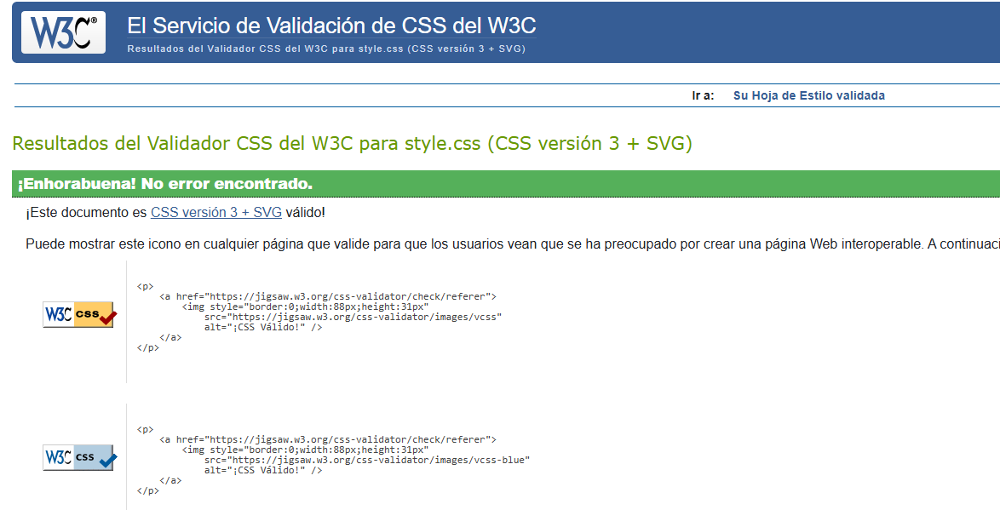 W3C®
El Servicio de Validación de CSS del W3C
Resultados del Validador CSS del W3C para style.css (CSS versión 3 + SVG)
Ir a: Su Hoja de Estilo validada
Resultados del Validador CSS del W3C para style.css (CSS versión 3 + SVG)
¡Enhorabuena! No error encontrado.
¡Este documento es CSS versión 3 + SVG válido!
Puede mostrar este icono en cualquier página que valide para que los usuarios vean que se ha preocupado por crear una página Web interoperable. A continuaci
W3C css
<p>
<a href="https://jigsaw.w3.org/css-validator/check/referer">
<img style="border:0;width:88px;height:31px"
src="https://jigsaw.w3.org/css-validator/images/vcss"
alt="¡CSS Válido!" />
</a>
</p>
W3C css
<p>
<a href="https://jigsaw.w3.org/css-validator/check/referer">
<img style="border:0;width:88px;height:31px"
src="https://jigsaw.w3.org/css-validator/images/vcss-blue"
alt="¡CSS Válido!" />
</a>
</p>